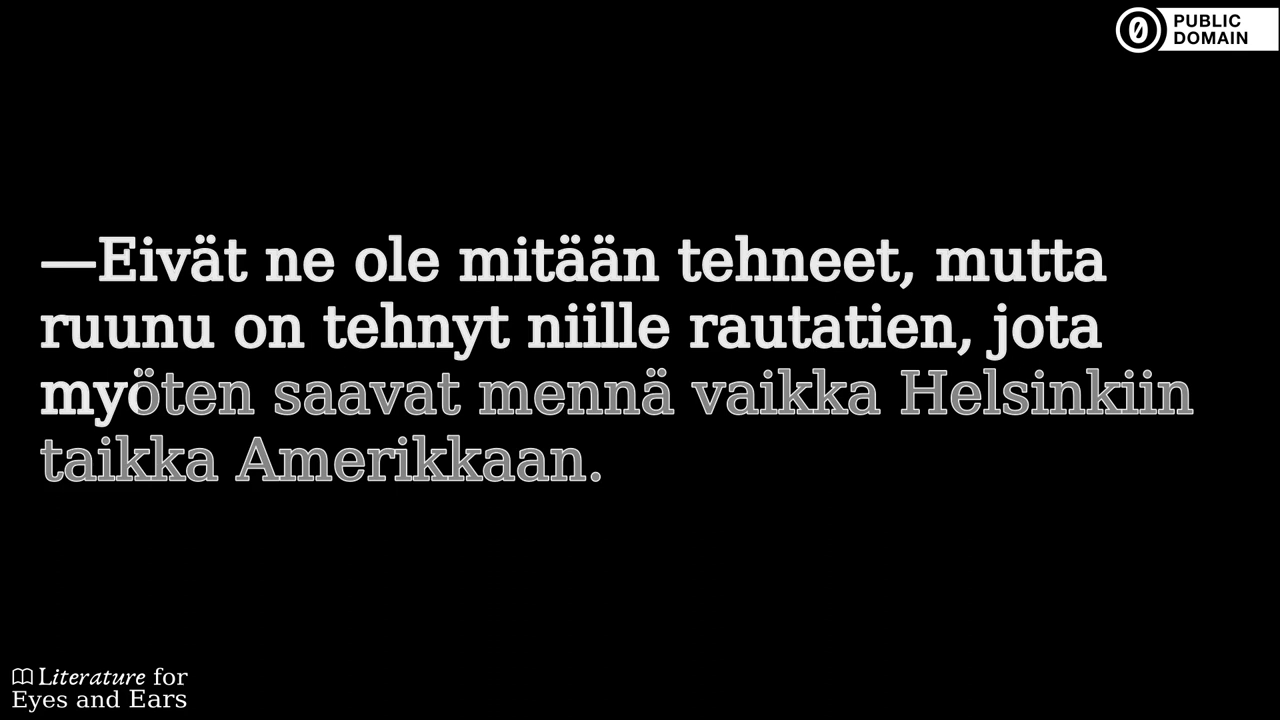 PUBLIC
DOMAIN
—Eivät ne ole mitään tehneet, mutta
ruunu on tehnyt niille rautatien, jota
myöten saavat mennä vaikka Helsinkiin
taikka Amerikkaan.
Literature for
Eyes and Ears